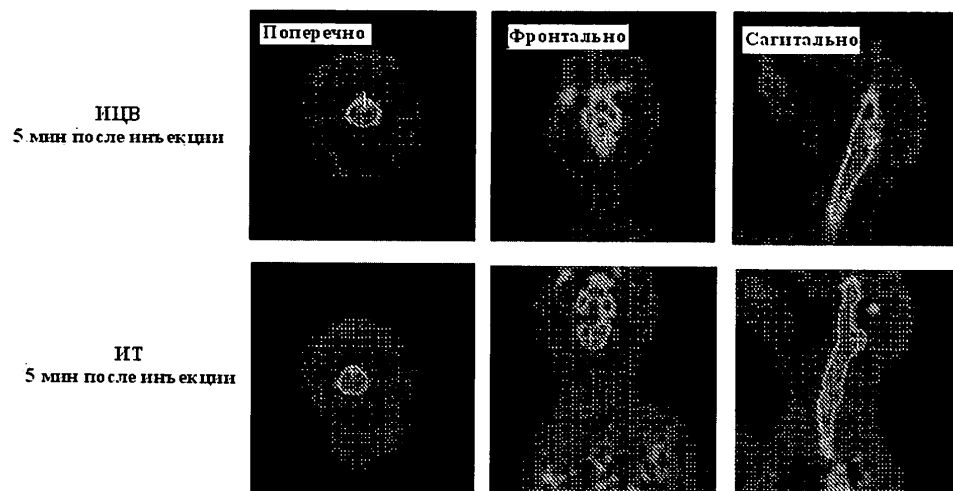 Поперечно
Фронтально
Сагитально
ИЦВ
5 мин после инъекции
ИТ
5 мин после инъекции